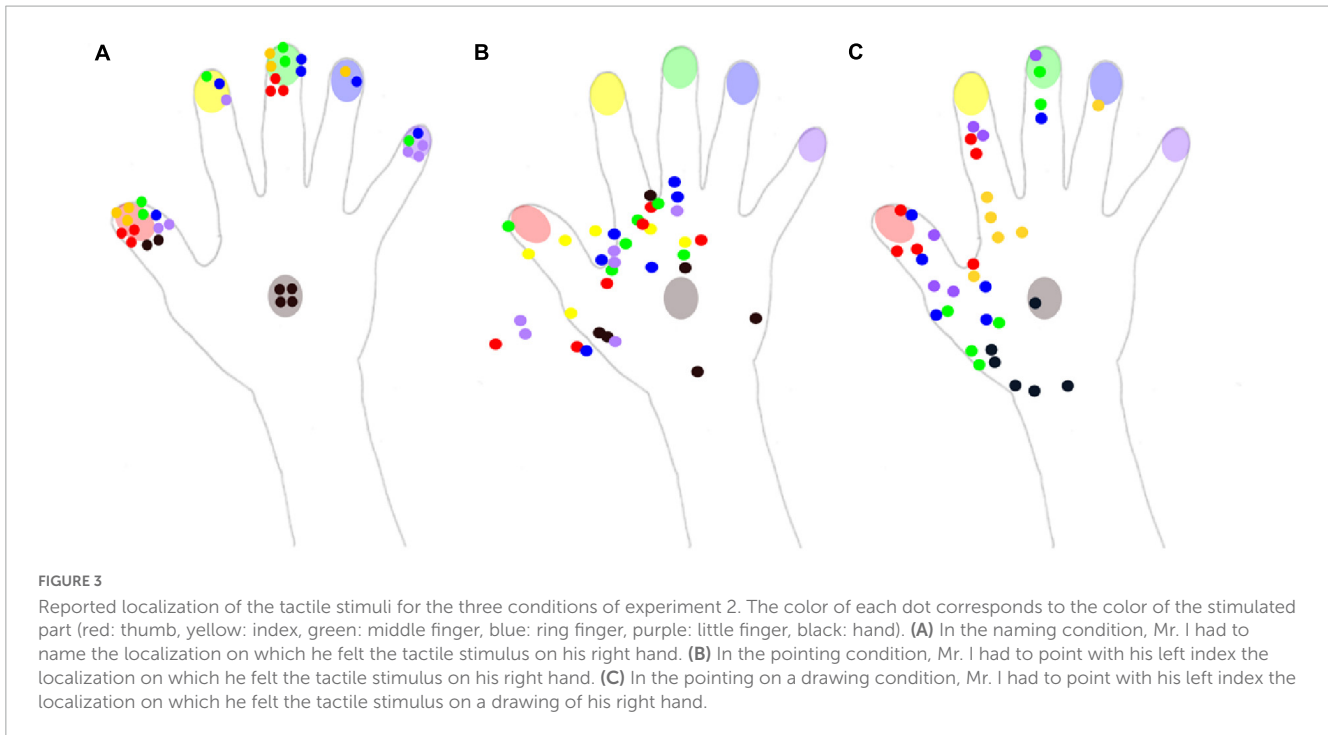 A
B
C
FIGURE 3
Reported localization of the tactile stimuli for the three conditions of experiment 2. The color of each dot corresponds to the color of the stimulated
part (red: thumb, yellow: index, green: middle finger, blue: ring finger, purple: little finger, black: hand). (A) In the naming condition, Mr. I had to
name the localization on which he felt the tactile stimulus on his right hand. (B) In the pointing condition, Mr. I had to point with his left index the
localization on which he felt the tactile stimulus on his right hand. (C) In the pointing on a drawing condition, Mr. I had to point with his left index the
localization on which he felt the tactile stimulus on a drawing of his right hand.